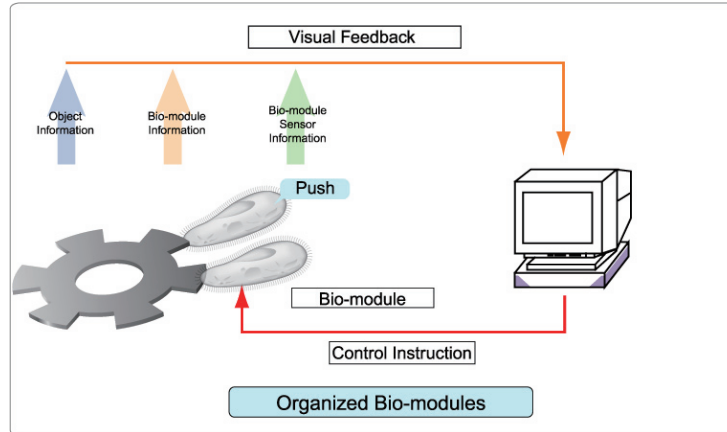 Visual Feedback
Object
Information
Bio-module
Information
Bio-module
Sensor
Information
Push
Bio-module
Control Instruction
Organized Bio-modules